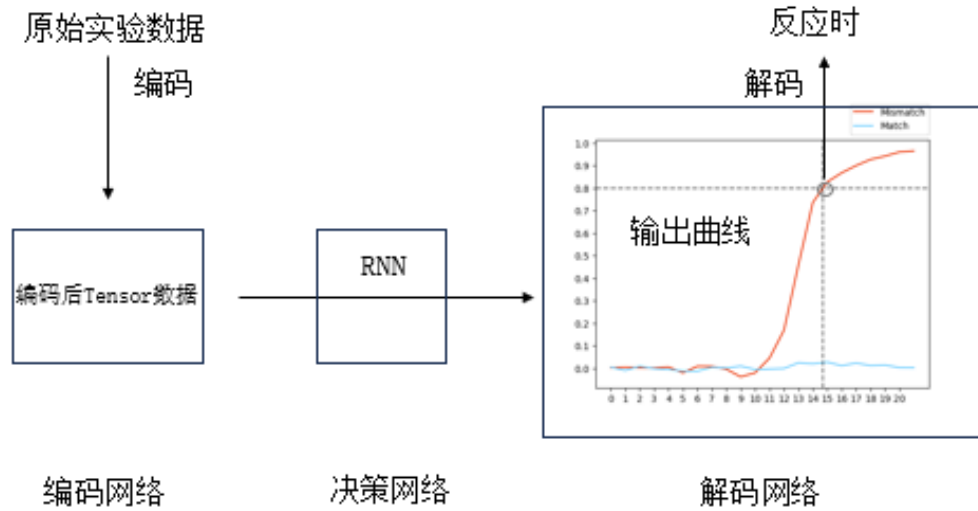 原始实验数据
反应时
编码
解码
Mismatch
Match
1.0
0.9
0.8
0.7
0.6
0.5
0.4
0.3
0.2
0.1
0.0
输出曲线
RNN
编码后Tensor数据
0 1 2 3 4 5 6 7 8 9 10 11 12 13 14 15 16 17 18 19 20
编码网络
决策网络
解码网络